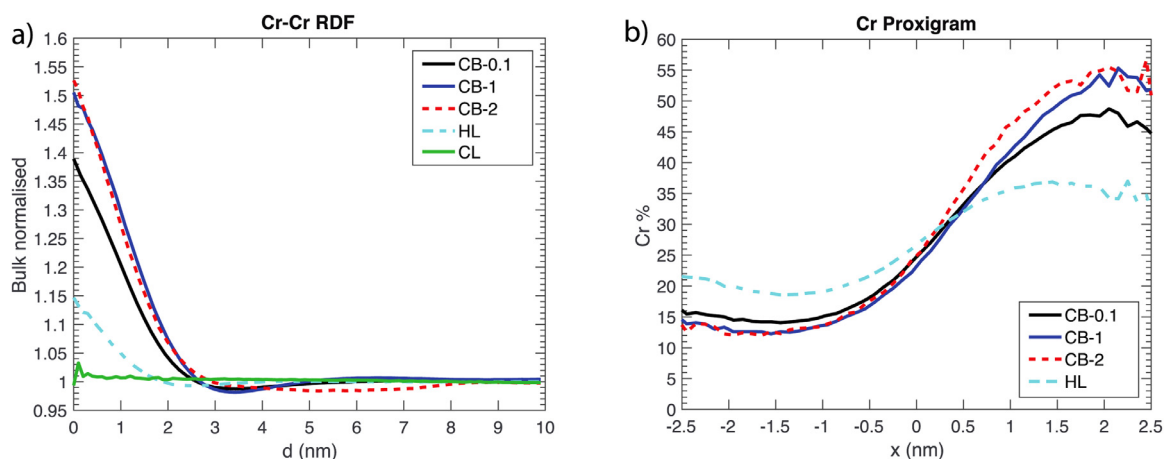 a)
Cr-Cr RDF
Bulk normalised
1.6
1.55
1.5
1.45
1.4
1.35
1.3
1.25
1.2
1.15
1.1
1.05
1
0.95
CB-0.1
CB-1
CB-2
HL
CL
0 1 2 3 4 5 6 7 8 9 10
d (nm)
b)
Cr Proxigram
Cr %
60
55
50
45
40
35
30
25
20
15
10
5
0
CB-0.1
CB-1
CB-2
HL
-2.5 -2 -1.5 -1 -0.5 0 0.5 1 1.5 2 2.5
x (nm)